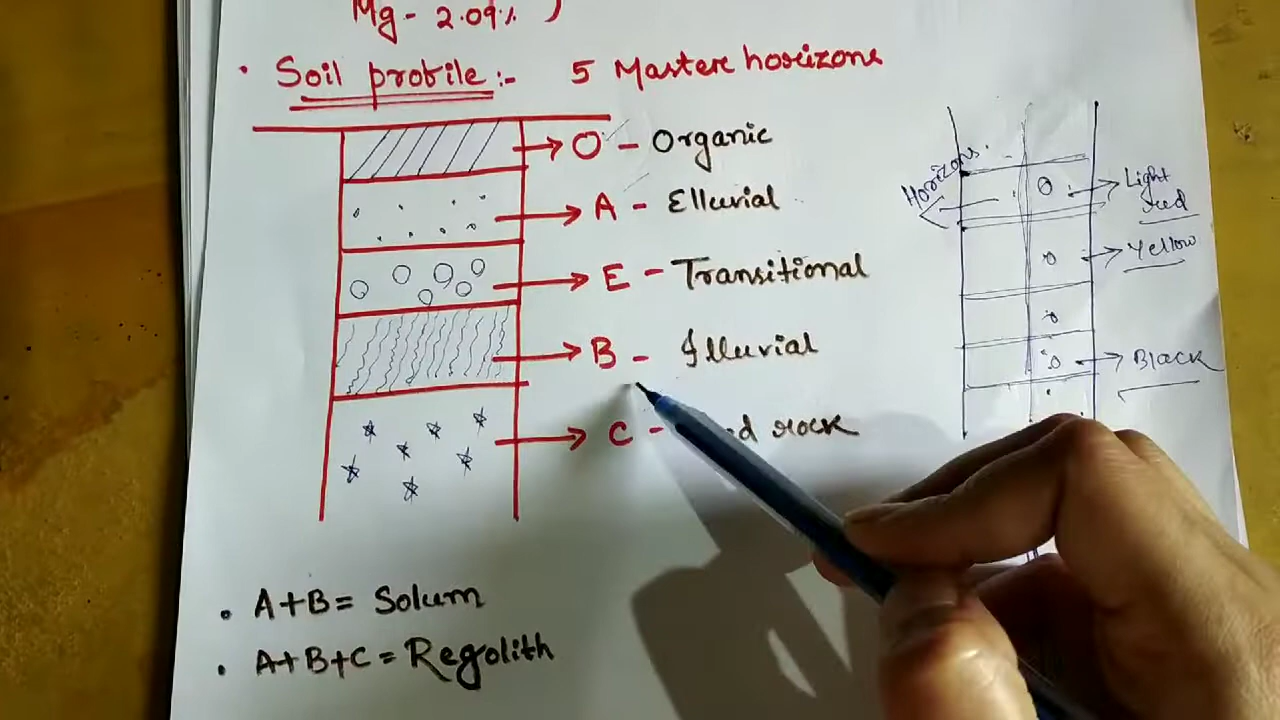 Mg - 2.09%)
• Soil profile :- 5 Master horizons
O - Organic
A - Elluvial
E - Transitional
B - Illuvial
C - rock
• A+B = Solum
• A+B+C = Regolith
Horizons.
Light
Yellow
Black